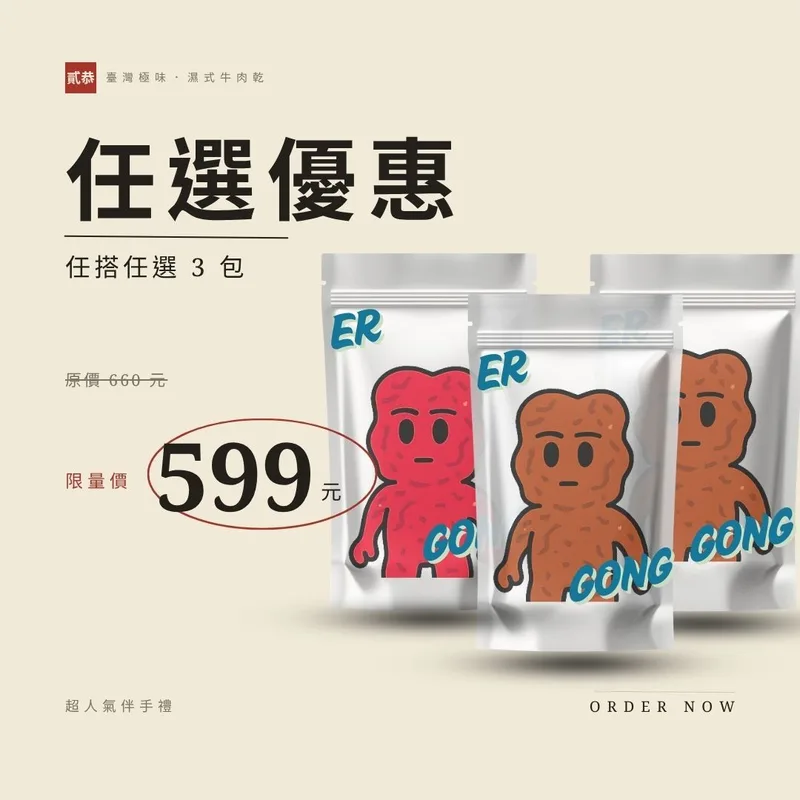 貳恭 臺灣極味·濕式牛肉乾
任選優惠
任搭任選 3 包
原價 660 元
限量價 599 元
ER
ER
ER
GO
GONG
GONG
超人氣伴手禮
ORDER NOW